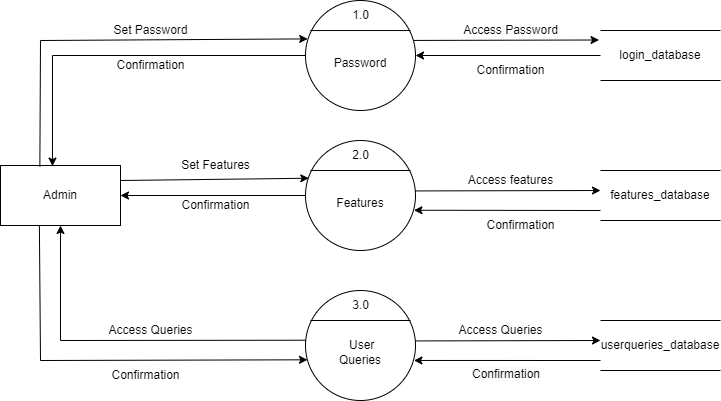 1.0
Set Password
Access Password
Password
login_database
Confirmation
Confirmation
2.0
Set Features
Access features
Admin
Features
features_database
Confirmation
Confirmation
3.0
Access Queries
Access Queries
User
Queries
userqueries_database
Confirmation
Confirmation